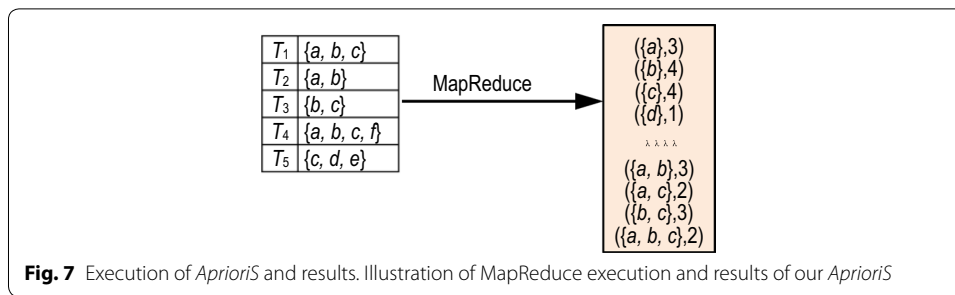 T1 {a, b, c}
T2 {a, b}
T3 {b, c}
T4 {a, b, c, f}
T5 {c, d, e}
MapReduce
({a},3)
({b},4)
({c},4)
({d},1)
λ λ λ λ
({a, b},3)
({a, c},2)
({b, c},3)
({a, b, c},2)
Fig. 7 Execution of AprioriS and results. Illustration of MapReduce execution and results of our AprioriS